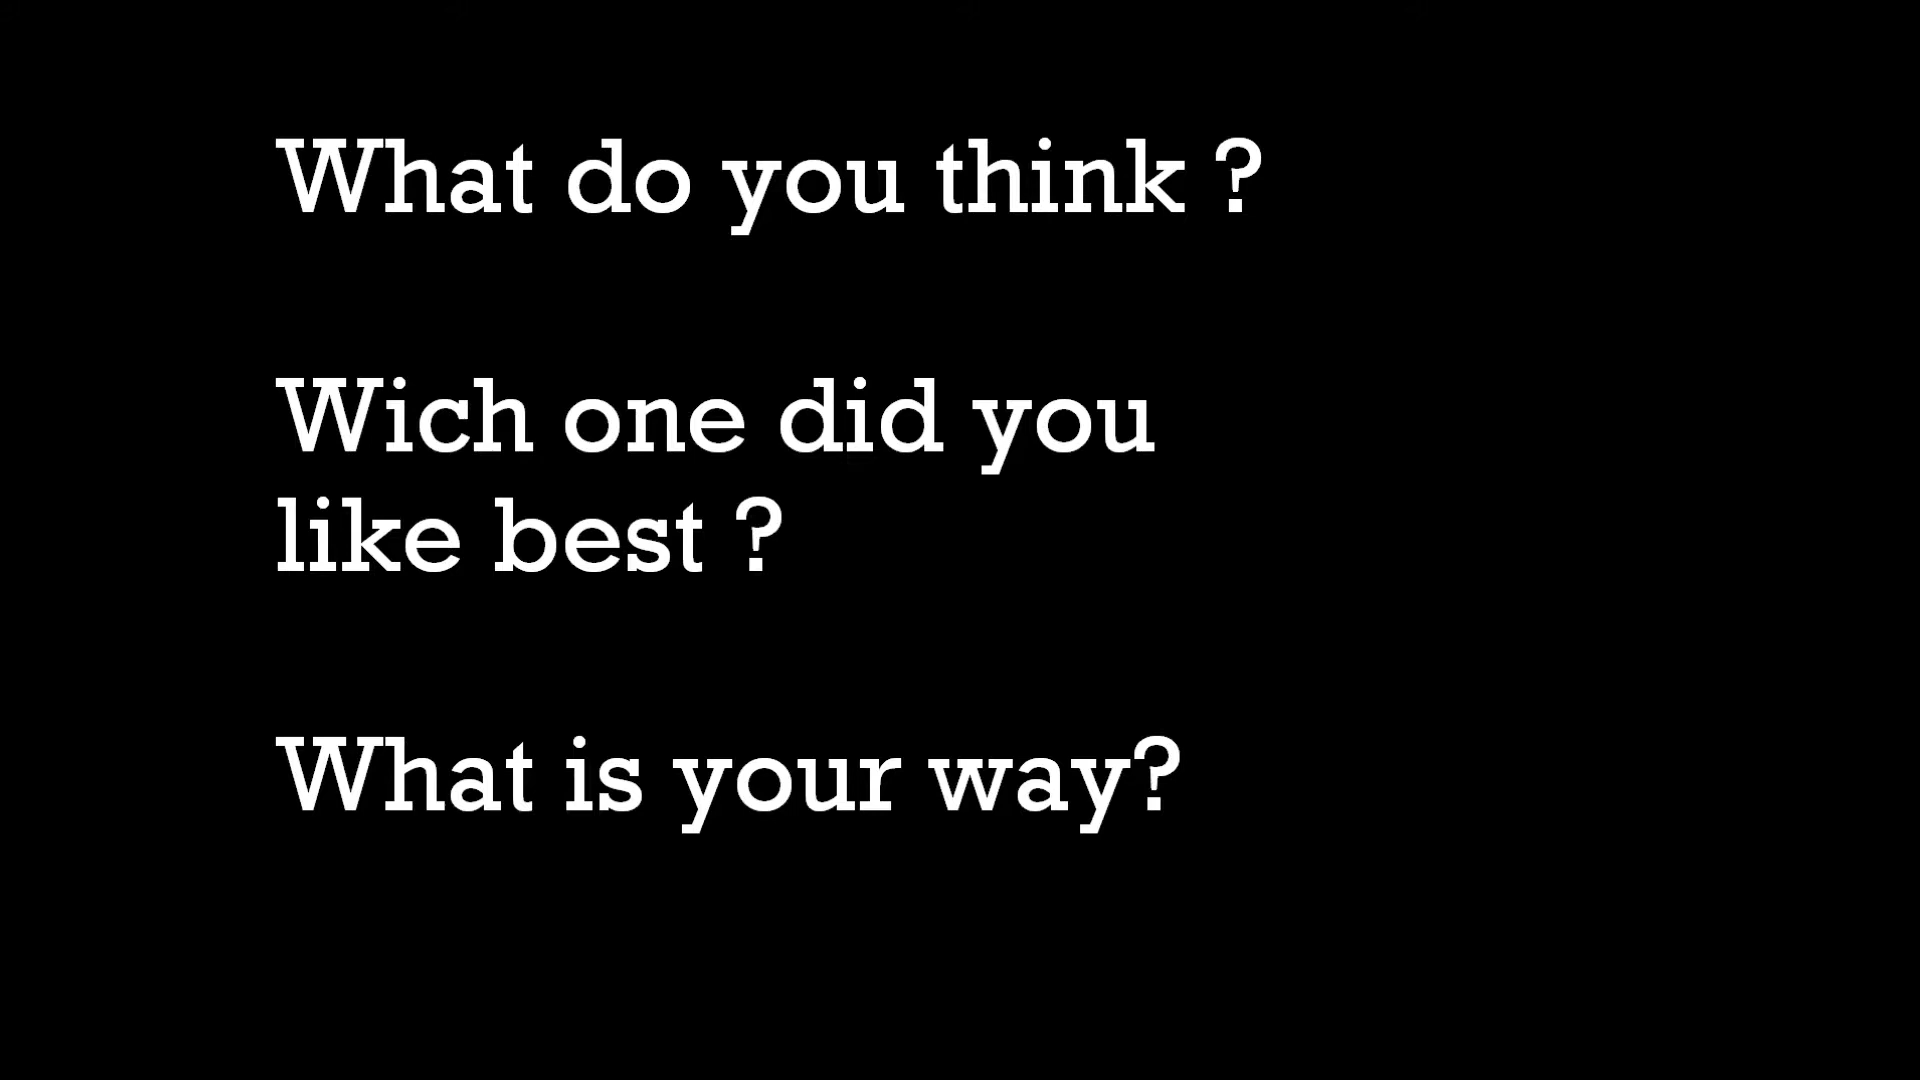 What do you think ?
Wich one did you
like best ?
What is your way?